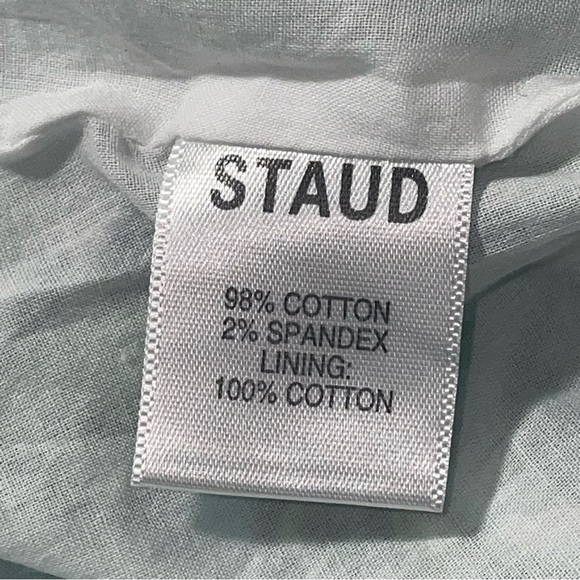 STAUD
98% COTTON
2% SPANDEX
LINING:
100% COTTON